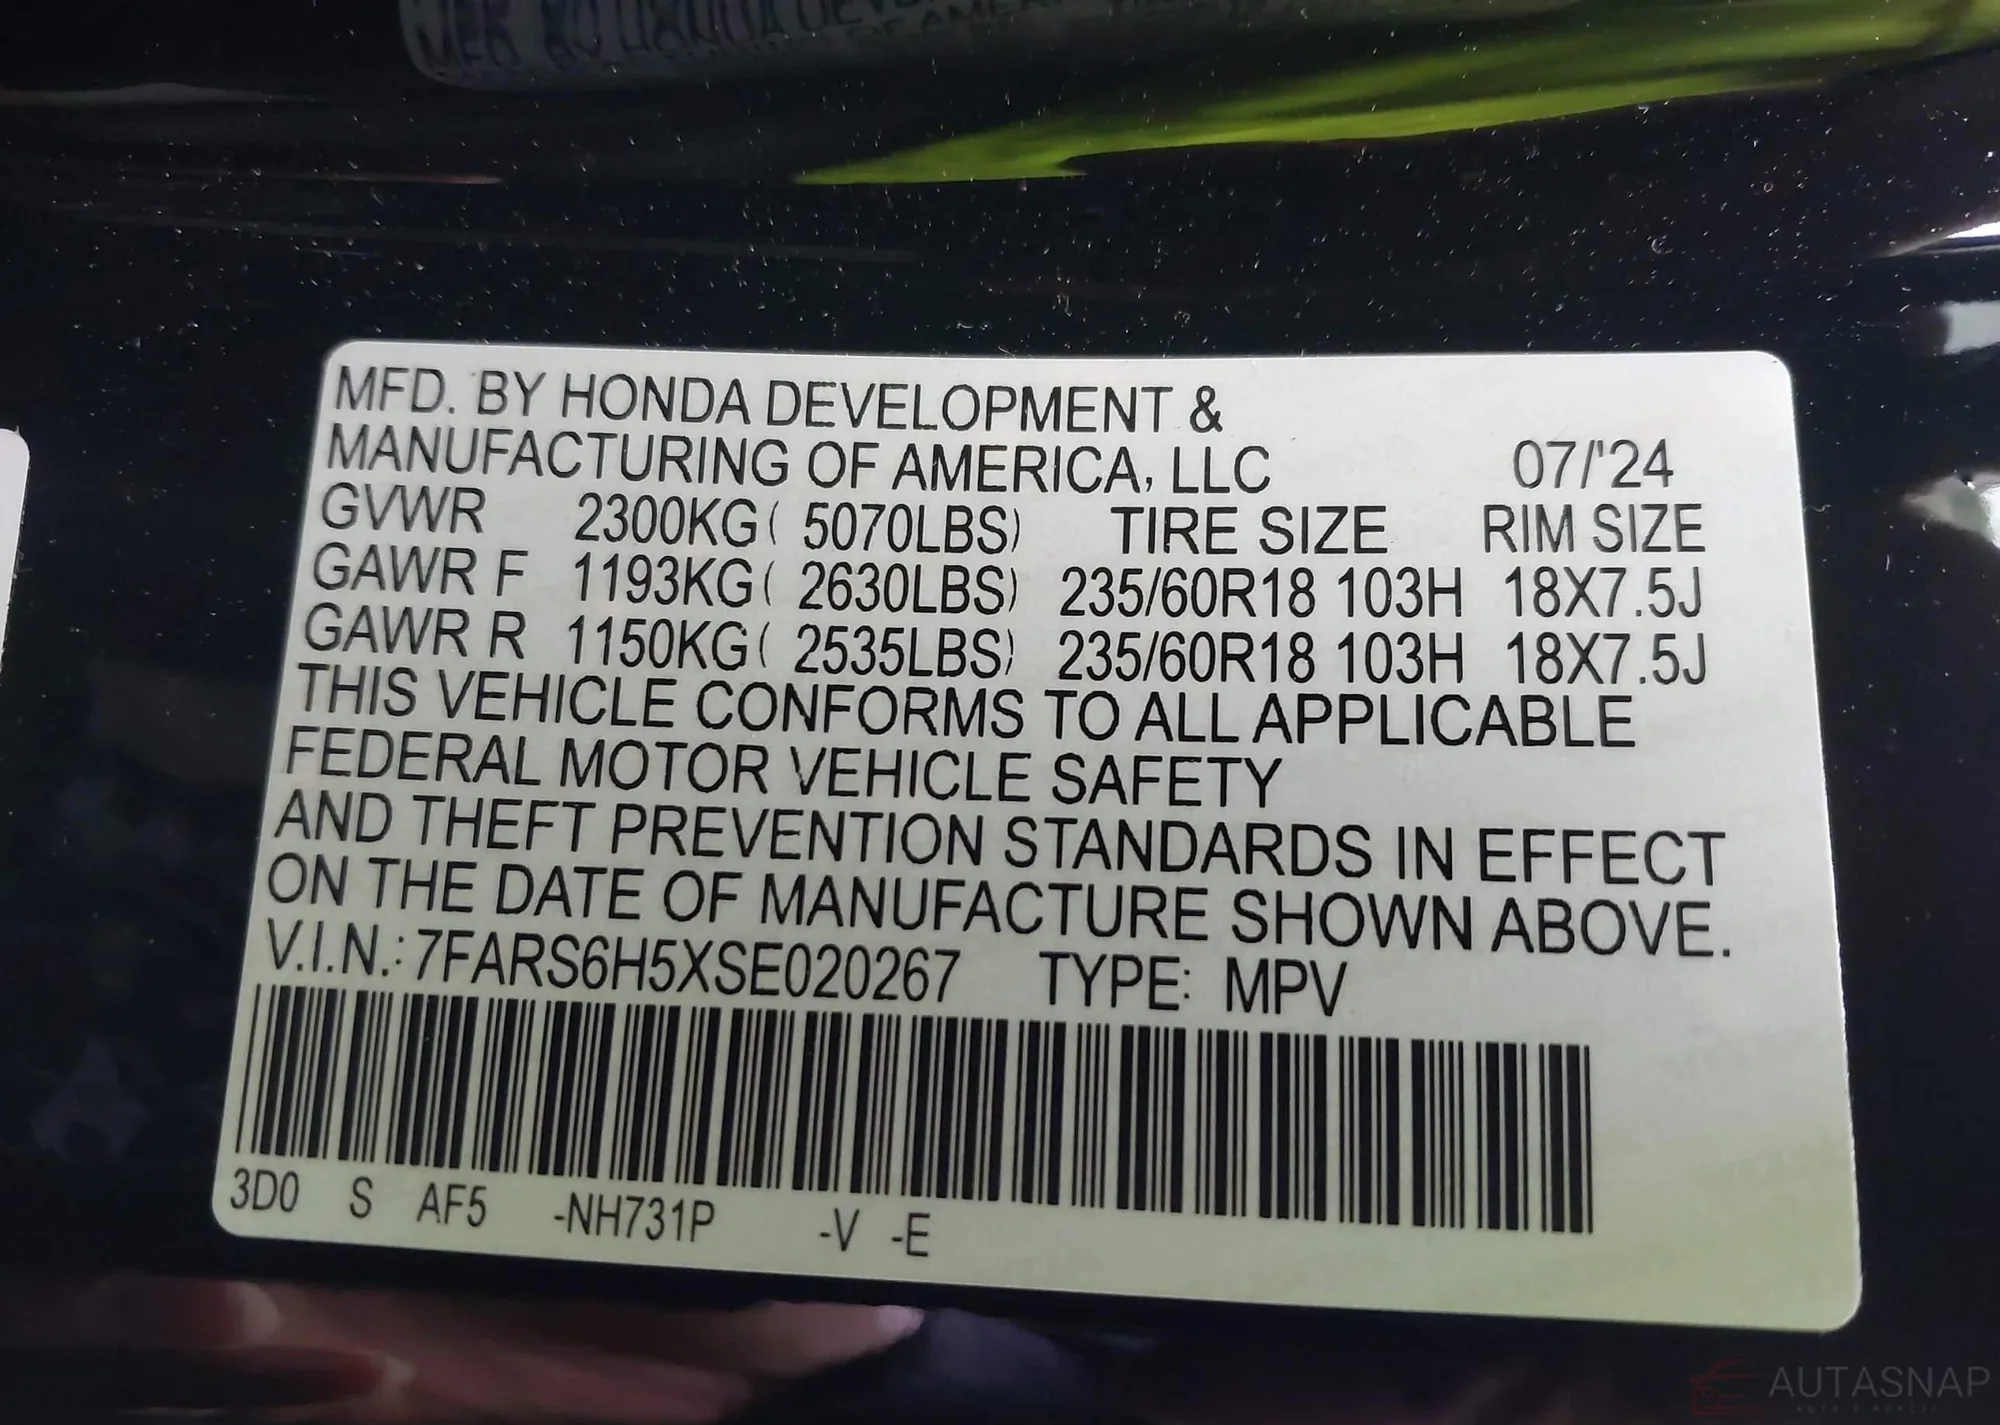 MFD. BY HONDA DEVELOPMENT &
MANUFACTURING OF AMERICA, LLC 07/'24
GVWR 2300KG( 5070LBS) TIRE SIZE RIM SIZE
GAWR F 1193KG( 2630LBS) 235/60R18 103H 18X7.5J
GAWR R 1150KG( 2535LBS) 235/60R18 103H 18X7.5J
THIS VEHICLE CONFORMS TO ALL APPLICABLE
FEDERAL MOTOR VEHICLE SAFETY
AND THEFT PREVENTION STANDARDS IN EFFECT
ON THE DATE OF MANUFACTURE SHOWN ABOVE.
V.I.N.: 7FARS6H5XSE020267 TYPE: MPV
3D0 S AF5 -NH731P -V -E
AUTASNAP